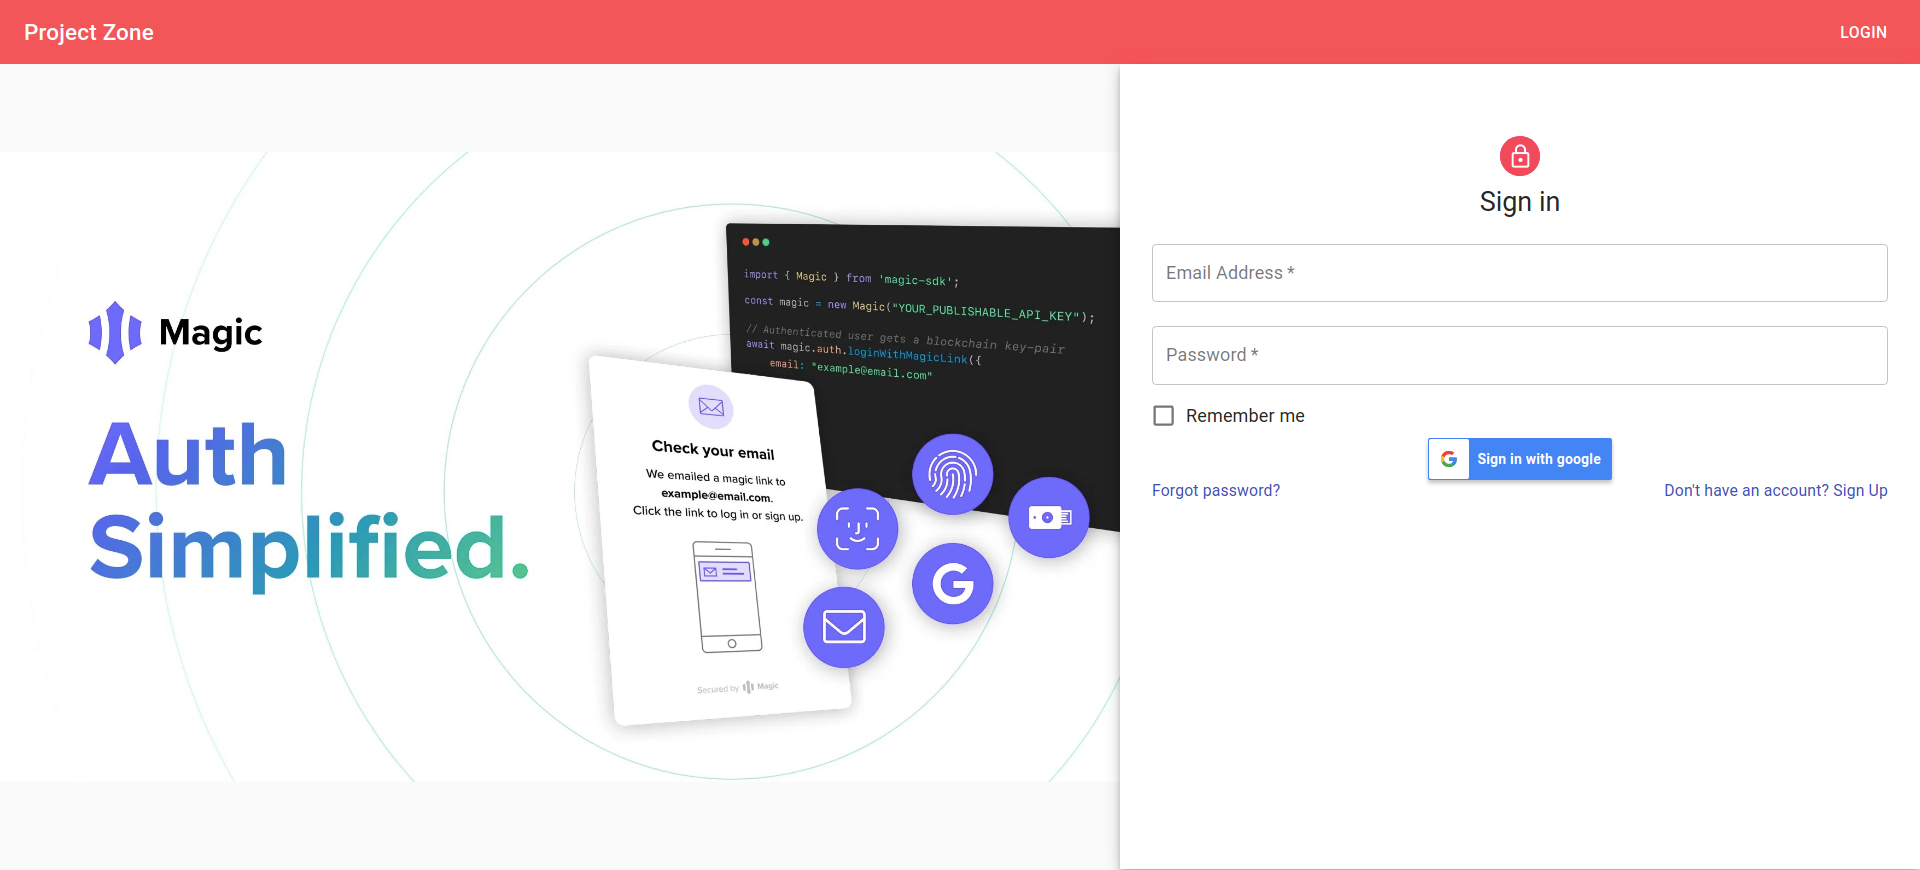 Project Zone
LOGIN
Magic
Auth
Simplified.
import { Magic } from 'magic-sdk';
const magic = new Magic("YOUR_PUBLISHABLE_API_KEY");
// Authenticated user gets a blockchain key-pair
await magic.auth.loginWithMagicLink({
email: "example@email.com"
Check your email
We emailed a magic link to
example@email.com.
Click the link to log in or sign up.
Secured by Magic
Sign in
Email Address *
Password *
Remember me
Sign in with google
Forgot password?
Don't have an account? Sign Up